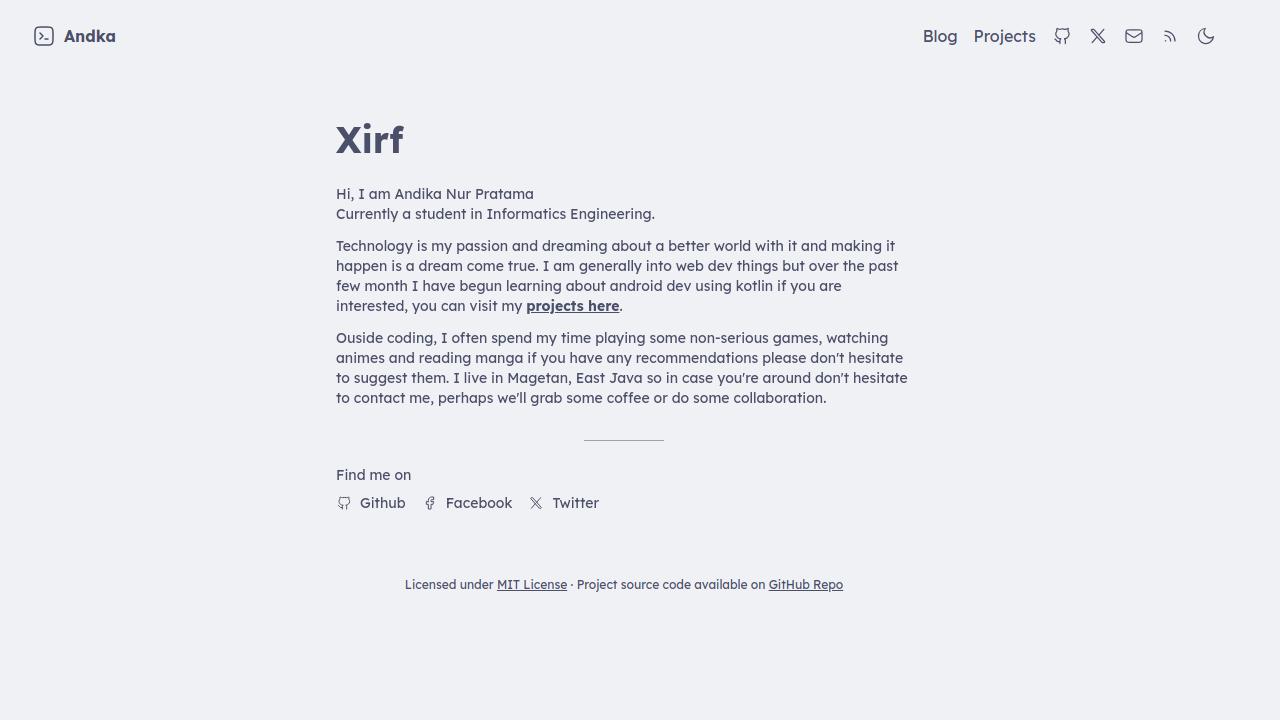 Andka
Blog Projects
Xirf
Hi, I am Andika Nur Pratama
Currently a student in Informatics Engineering.
Technology is my passion and dreaming about a better world with it and making it
happen is a dream come true. I am generally into web dev things but over the past
few month I have begun learning about android dev using kotlin if you are
interested, you can visit my projects here.
Ouside coding, I often spend my time playing some non-serious games, watching
animes and reading manga if you have any recommendations please don't hesitate
to suggest them. I live in Magetan, East Java so in case you're around don't hesitate
to contact me, perhaps we'll grab some coffee or do some collaboration.
Find me on
Github Facebook Twitter
Licensed under MIT License · Project source code available on GitHub Repo